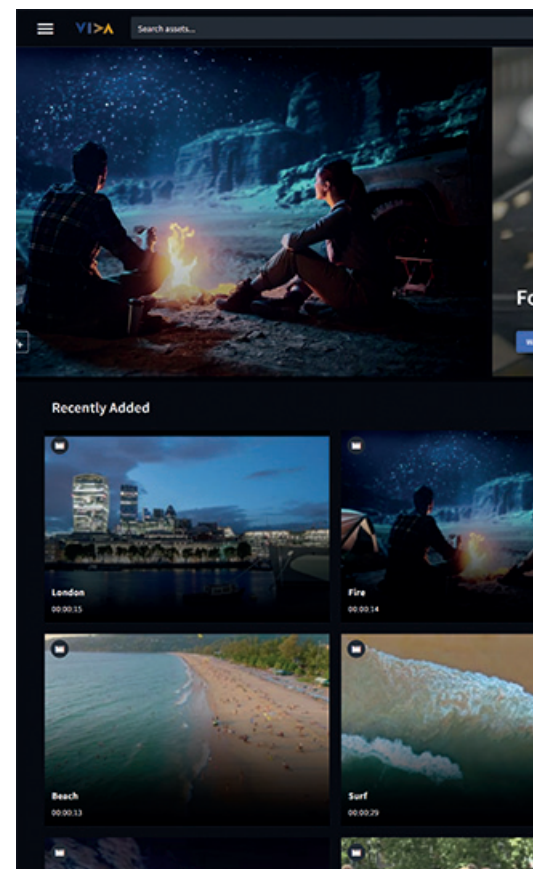 VIDA
Search assets...
Fo
W
Recently Added
London
00:00:15
Fire
00:00:14
Beach
00:00:13
Surf
00:00:29